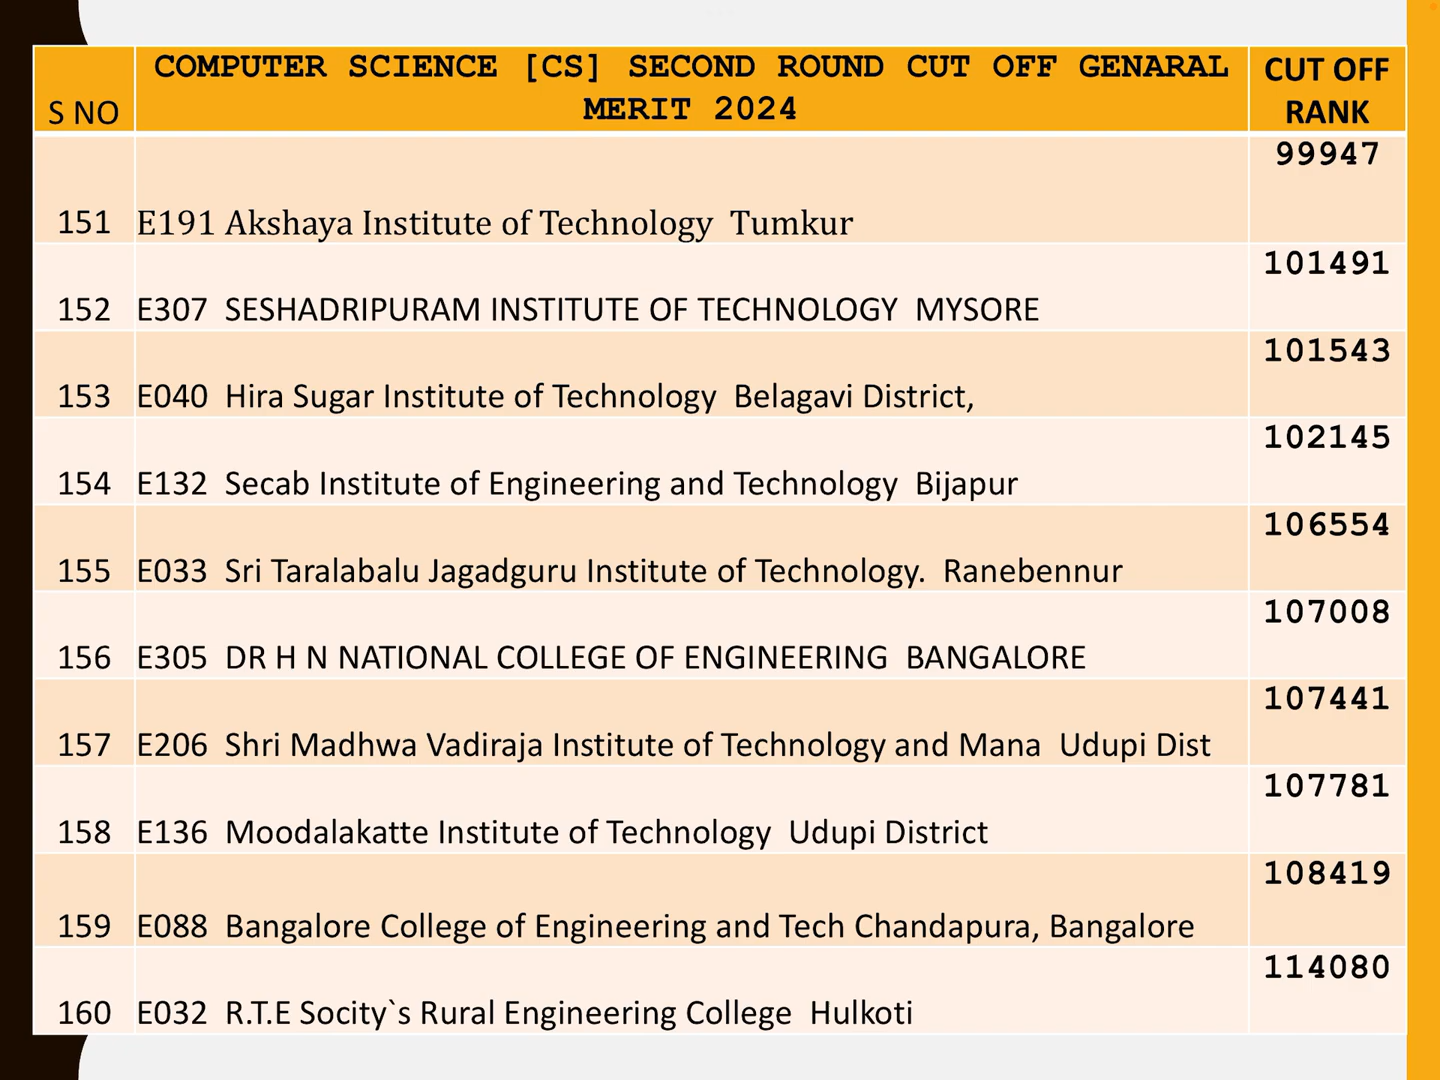 S NO COMPUTER SCIENCE [CS] SECOND ROUND CUT OFF GENARAL MERIT 2024 CUT OFF RANK
151 E191 Akshaya Institute of Technology Tumkur 99947
152 E307 SESHADRIPURAM INSTITUTE OF TECHNOLOGY MYSORE 101491
153 E040 Hira Sugar Institute of Technology Belagavi District, 101543
154 E132 Secab Institute of Engineering and Technology Bijapur 102145
155 E033 Sri Taralabalu Jagadguru Institute of Technology. Ranebennur 106554
156 E305 DR H N NATIONAL COLLEGE OF ENGINEERING BANGALORE 107008
157 E206 Shri Madhwa Vadiraja Institute of Technology and Mana Udupi Dist 107441
158 E136 Moodalakatte Institute of Technology Udupi District 107781
159 E088 Bangalore College of Engineering and Tech Chandapura, Bangalore 108419
160 E032 R.T.E Socity`s Rural Engineering College Hulkoti 114080